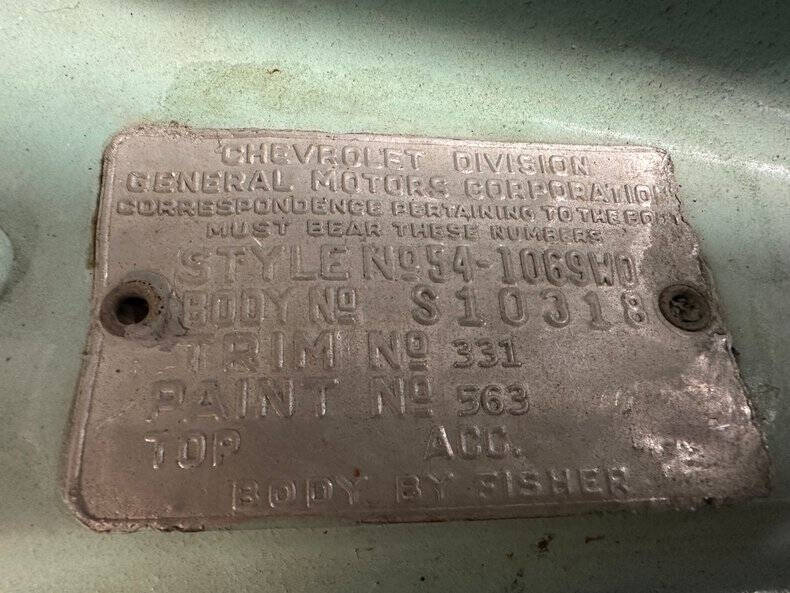 CHEVROLET DIVISION
GENERAL MOTORS CORPORATION
CORRESPONDENCE PERTAINING TO THE BODY
MUST BEAR THESE NUMBERS
STYLE Nº 54-1069WD
BODY Nº S10318
TRIM Nº 331
PAINT Nº 563
TOP ACC.
BODY BY FISHER